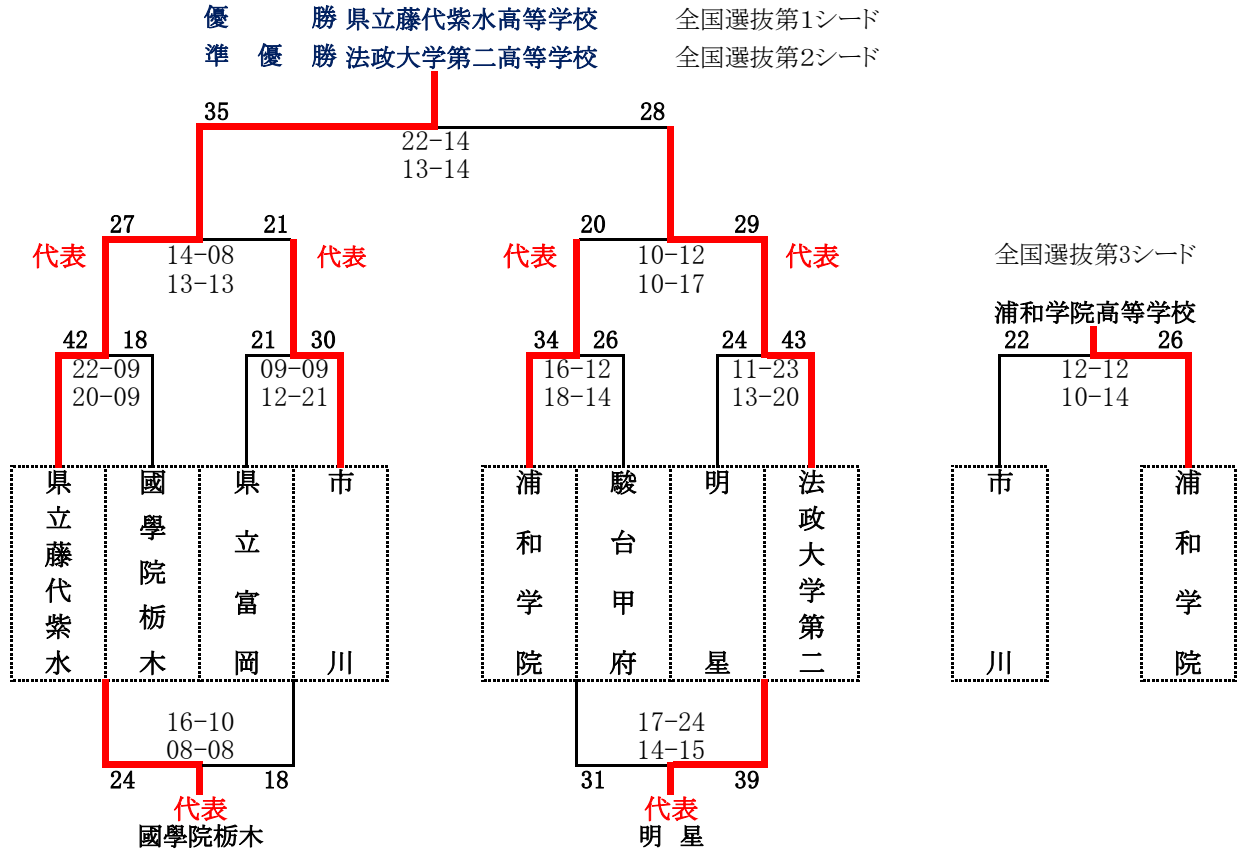 優 勝 県立藤代紫水高等学校 全国選抜第1シード
準 優 勝 法政大学第二高等学校 全国選抜第2シード
35 28
22-14
13-14
27 21 20 29
代表 代表 代表 代表
14-08 10-12 全国選抜第3シード
13-13 10-17
浦和学院高等学校
42 18 21 30 34 26 24 43 22 26
22-09 09-09 16-12 11-23 12-12
20-09 12-21 18-14 13-20 10-14
県立藤代紫水
國學院栃木
県立富岡
市川
浦和学院
駿台甲府
明星
法政大学第二
市川
浦和学院
16-10 17-24
08-08 14-15
24 18 31 39
代表 代表
國學院栃木 明 星